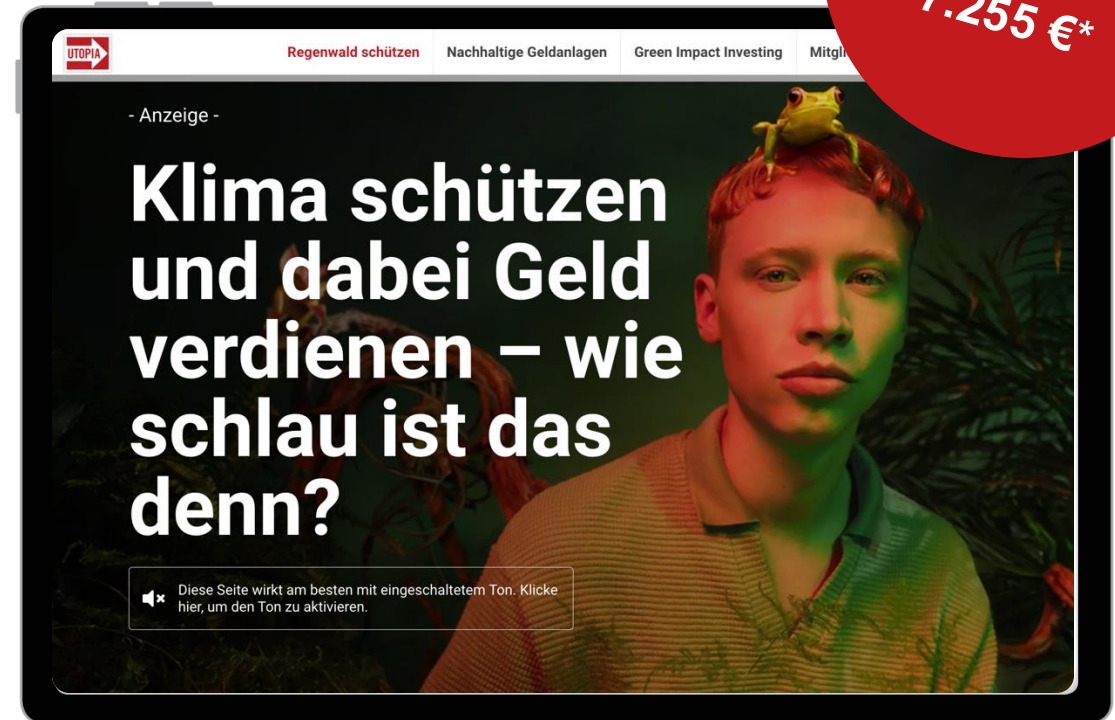 255 €*
UTOPIA
Regenwald schützen Nachhaltige Geldanlagen Green Impact Investing
- Anzeige -
Klima schützen
und dabei Geld
verdienen – wie
schlau ist das
denn?
Diese Seite wirkt am besten mit eingeschaltetem Ton. Klicke
hier, um den Ton zu aktivieren.